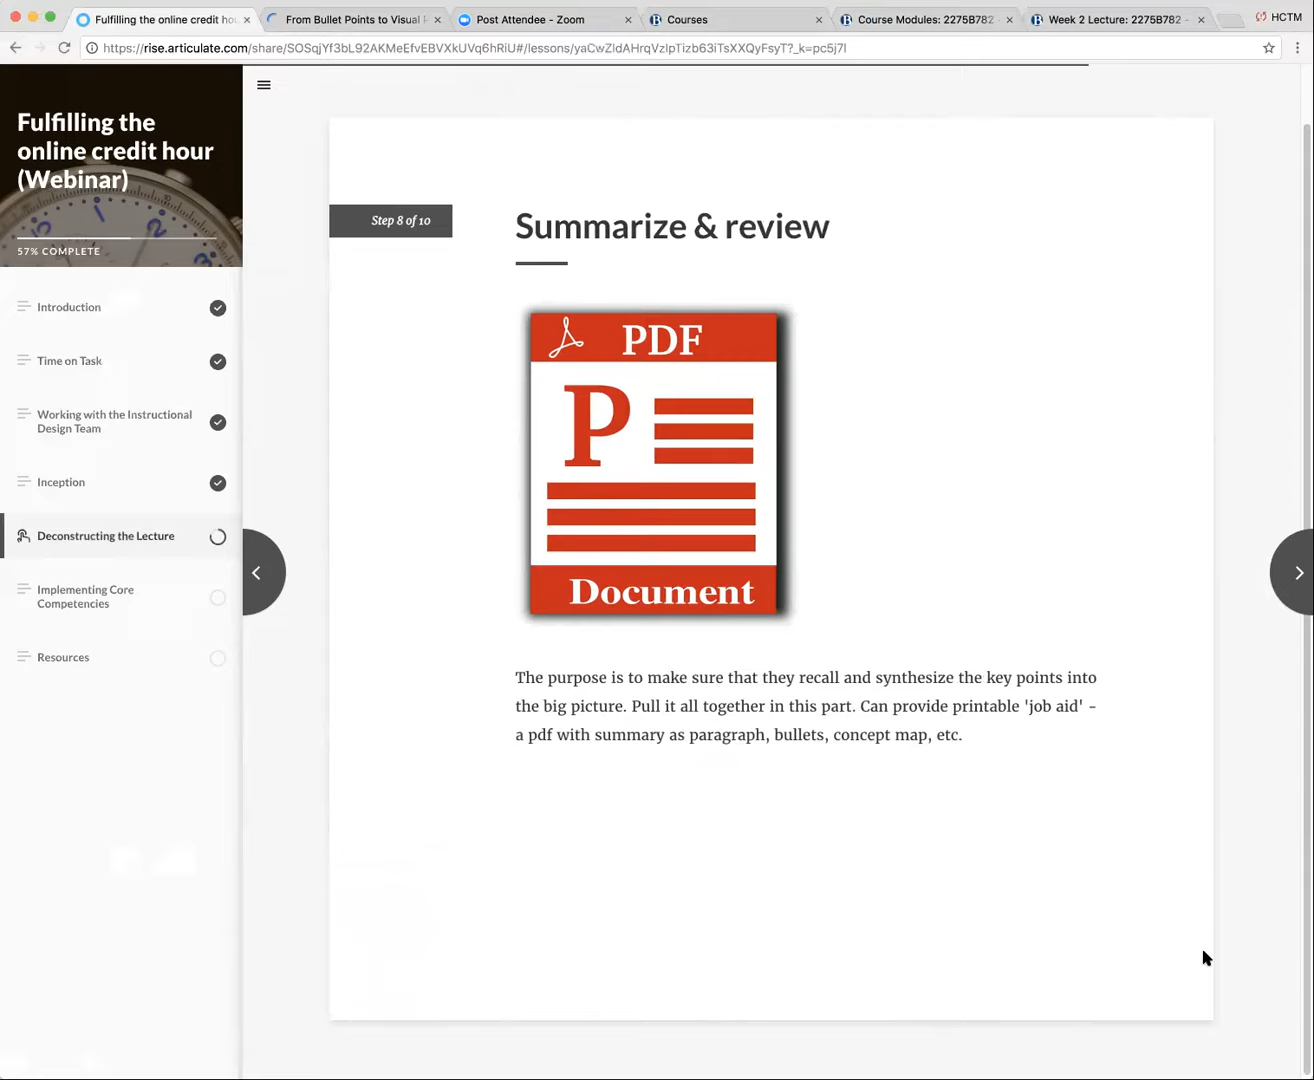 Fulfilling the online credit hou
From Bullet Points to Visual
Post Attendee - Zoom
Courses
Course Modules: 2275B782
Week 2 Lecture: 2275B782 -
HCTM
https://rise.articulate.com/share/SOSqjYf3bL92AKMeEfvEBVXkUVq6hRiU#/lessons/yaCwZldAHrqVzlpTizb63iTsXXQyFsyT?_k=pc5j7l
Fulfilling the
online credit hour
(Webinar)
57% COMPLETE
Introduction
Time on Task
Working with the Instructional
Design Team
Inception
Deconstructing the Lecture
Implementing Core
Competencies
Resources
Step 8 of 10
Summarize & review
PDF
P
Document
The purpose is to make sure that they recall and synthesize the key points into
the big picture. Pull it all together in this part. Can provide printable 'job aid' -
a pdf with summary as paragraph, bullets, concept map, etc.